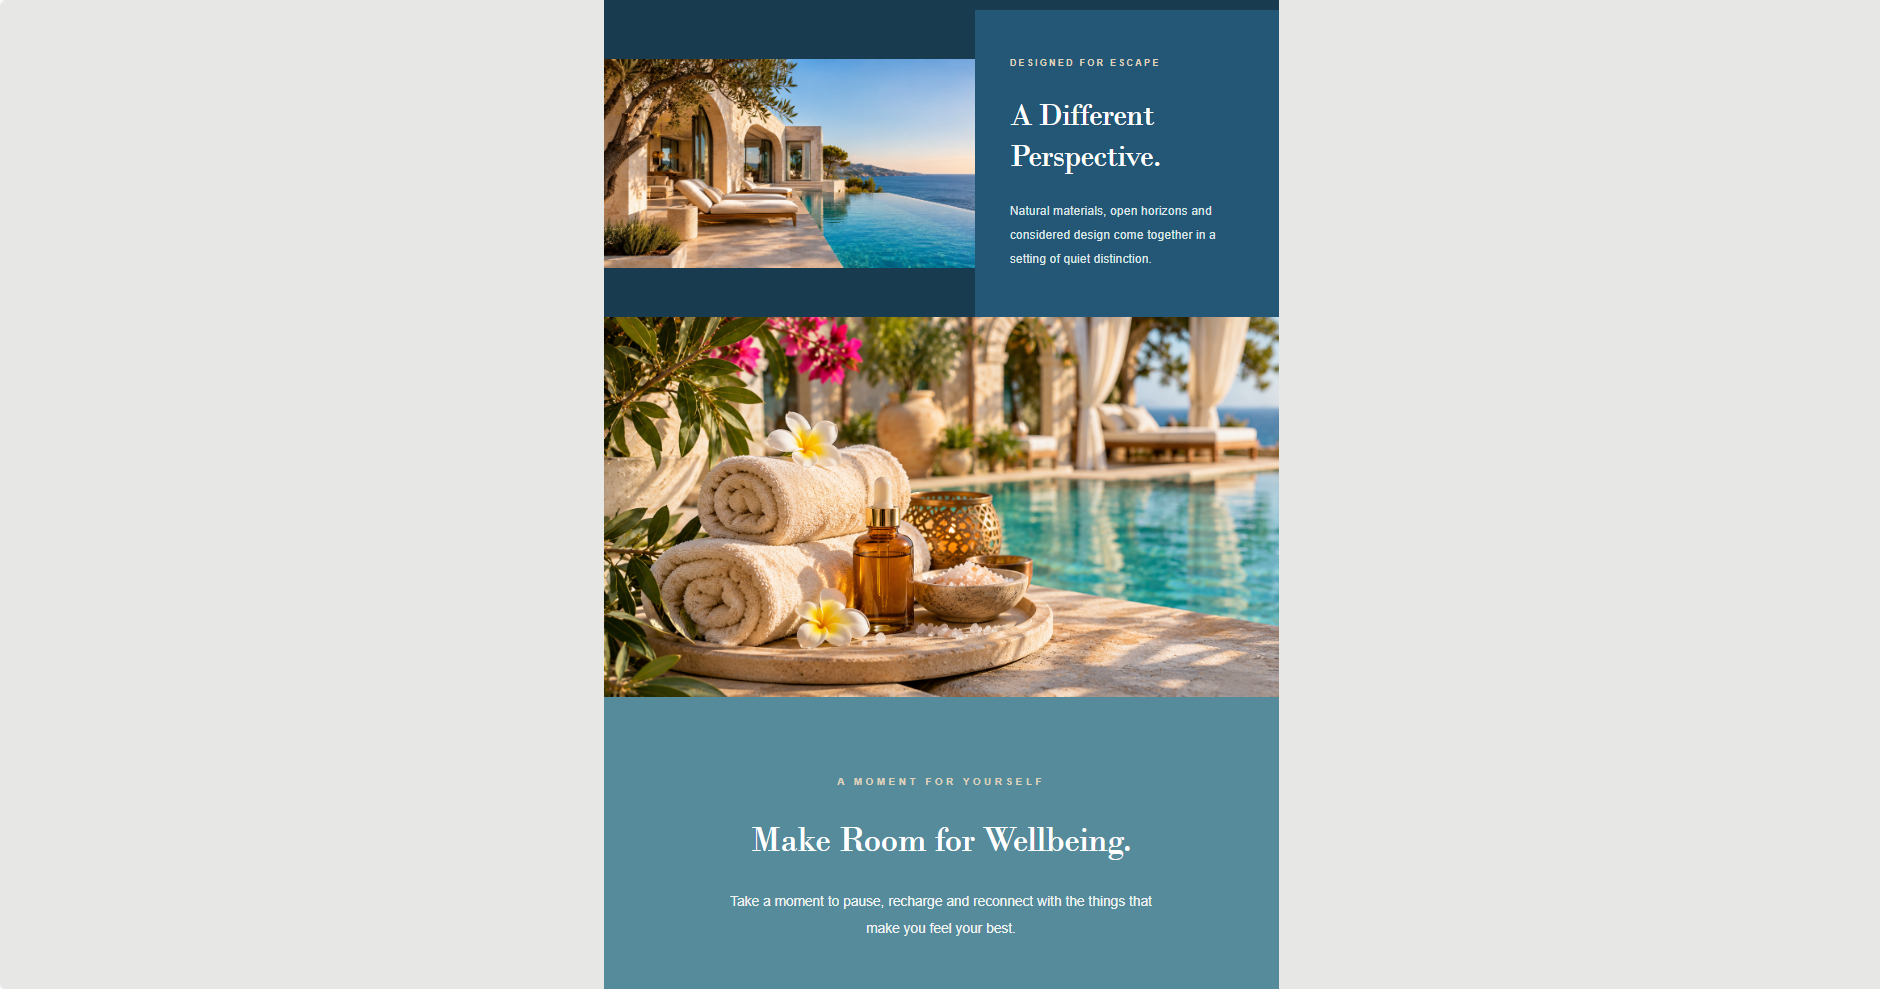 DESIGNED FOR ESCAPE
A Different
Perspective.
Natural materials, open horizons and
considered design come together in a
setting of quiet distinction.
A MOMENT FOR YOURSELF
Make Room for Wellbeing.
Take a moment to pause, recharge and reconnect with the things that
make you feel your best.